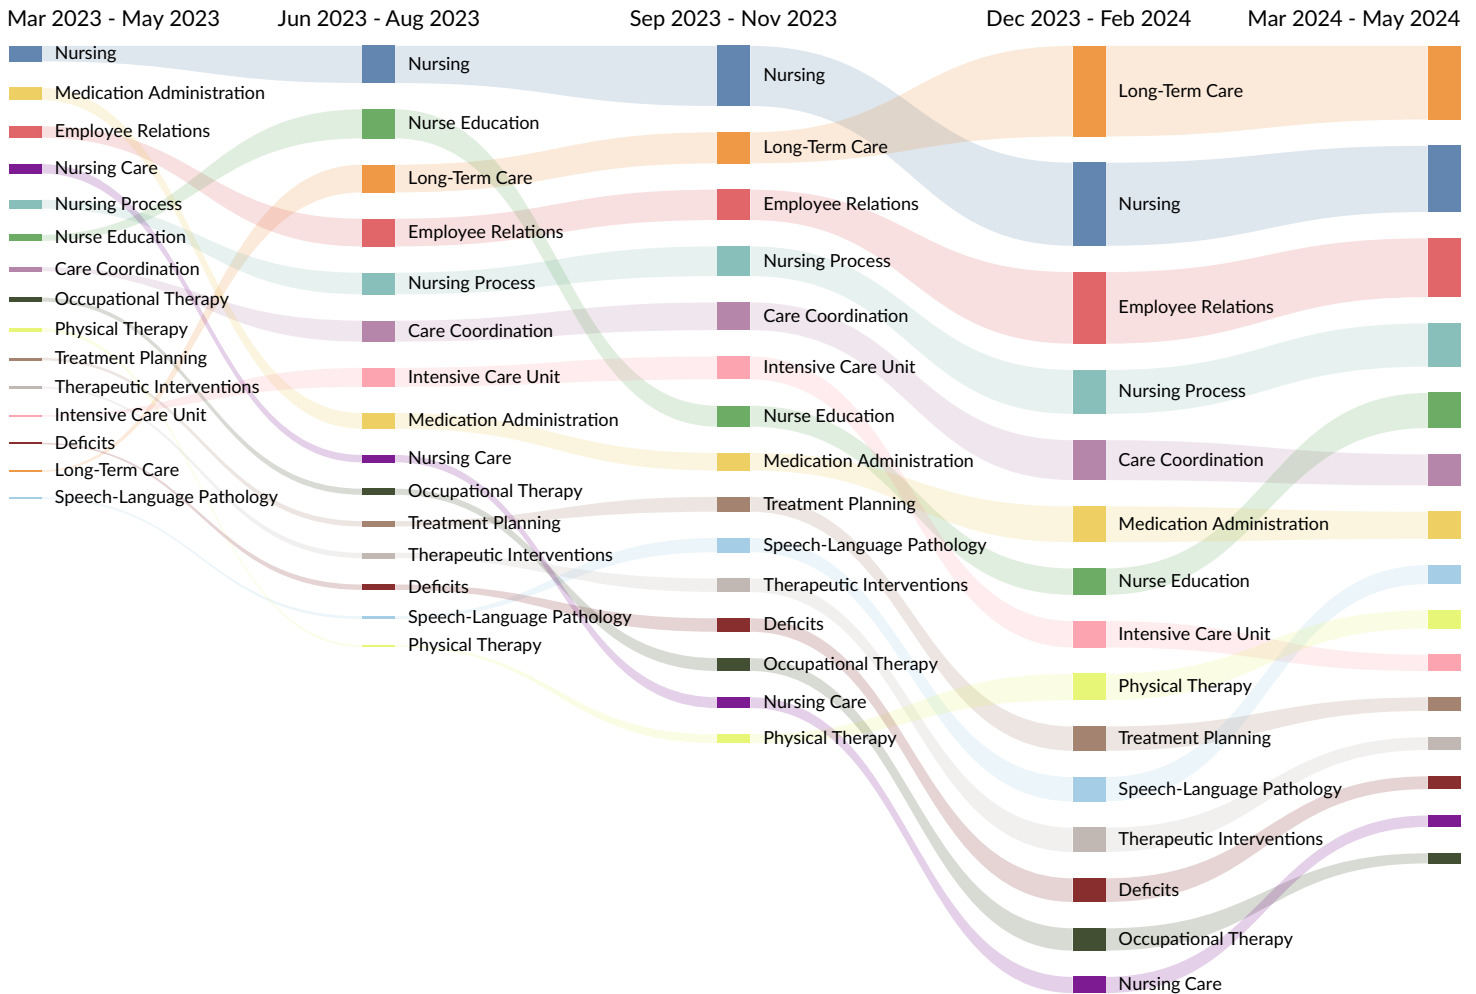 Mar 2023 - May 2023
Jun 2023 - Aug 2023
Sep 2023 - Nov 2023
Dec 2023 - Feb 2024
Mar 2024 - May 2024
Nursing
Medication Administration
Employee Relations
Nursing Care
Nursing Process
Nurse Education
Care Coordination
Occupational Therapy
Physical Therapy
Treatment Planning
Therapeutic Interventions
Intensive Care Unit
Deficits
Long-Term Care
Speech-Language Pathology
Nursing
Nurse Education
Long-Term Care
Employee Relations
Nursing Process
Care Coordination
Intensive Care Unit
Medication Administration
Nursing Care
Occupational Therapy
Treatment Planning
Therapeutic Interventions
Deficits
Speech-Language Pathology
Physical Therapy
Nursing
Long-Term Care
Employee Relations
Nursing Process
Care Coordination
Intensive Care Unit
Nurse Education
Medication Administration
Treatment Planning
Speech-Language Pathology
Therapeutic Interventions
Deficits
Occupational Therapy
Nursing Care
Physical Therapy
Long-Term Care
Nursing
Employee Relations
Nursing Process
Care Coordination
Medication Administration
Nurse Education
Intensive Care Unit
Physical Therapy
Treatment Planning
Speech-Language Pathology
Therapeutic Interventions
Deficits
Occupational Therapy
Nursing Care